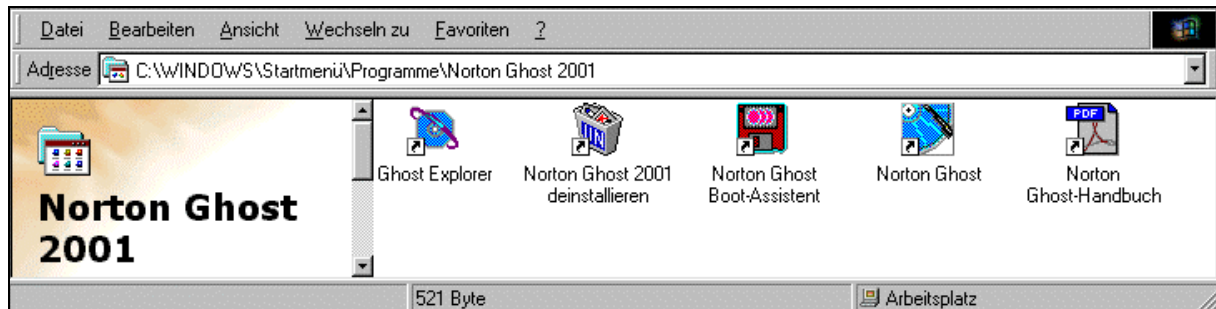 Datei Bearbeiten Ansicht Wechseln zu Favoriten ?
Adresse C:\WINDOWS\Startmenü\Programme\Norton Ghost 2001
Norton Ghost
2001
Ghost Explorer
Norton Ghost 2001
deinstallieren
UN
Norton Ghost
Boot-Assistent
Norton Ghost
PDF
Norton
Ghost-Handbuch
521 Byte
Arbeitsplatz